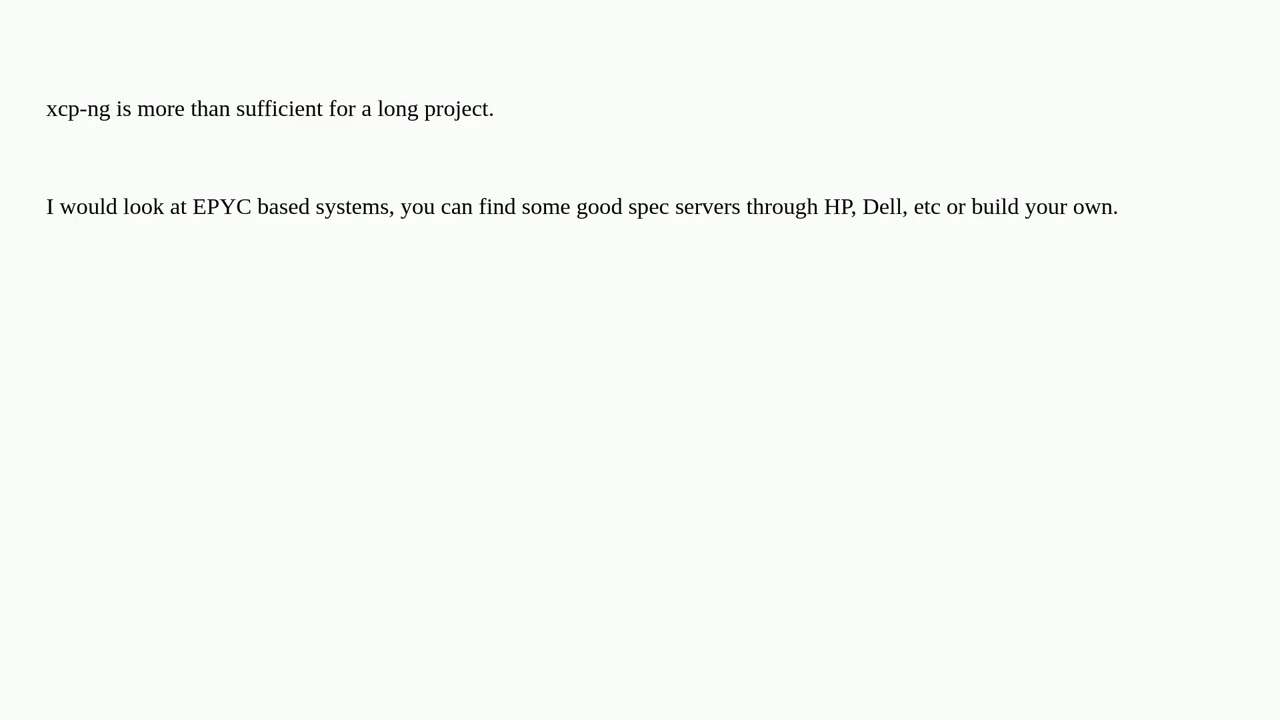 xcp-ng is more than sufficient for a long project.
I would look at EPYC based systems, you can find some good spec servers through HP, Dell, etc or build your own.